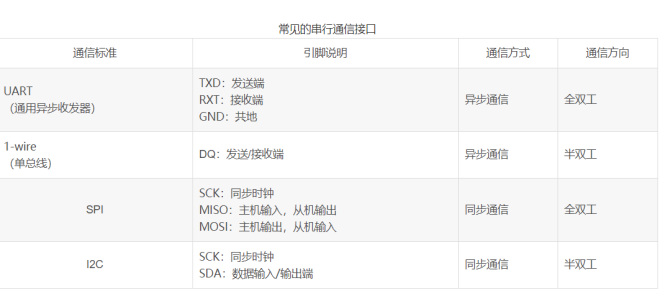 常见的串行通信接口
通信标准 引脚说明 通信方式 通信方向
UART
（通用异步收发器）
TXD：发送端
RXT：接收端
GND：共地
异步通信 全双工
1-wire
（单总线）
DQ：发送/接收端
异步通信 半双工
SPI
SCK：同步时钟
MISO：主机输入，从机输出
MOSI：主机输出，从机输入
同步通信 全双工
I2C
SCK：同步时钟
SDA：数据输入/输出端
同步通信 半双工